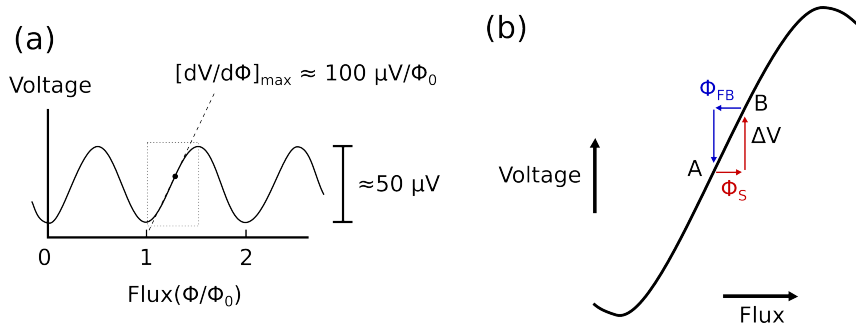 (a)
[dV/dΦ]max ≈ 100 μV/Φ0
Voltage
≈50 μV
0 1 2
Flux(Φ/Φ0)
(b)
ΦFB
B
ΔV
A
ΦS
Voltage
Flux